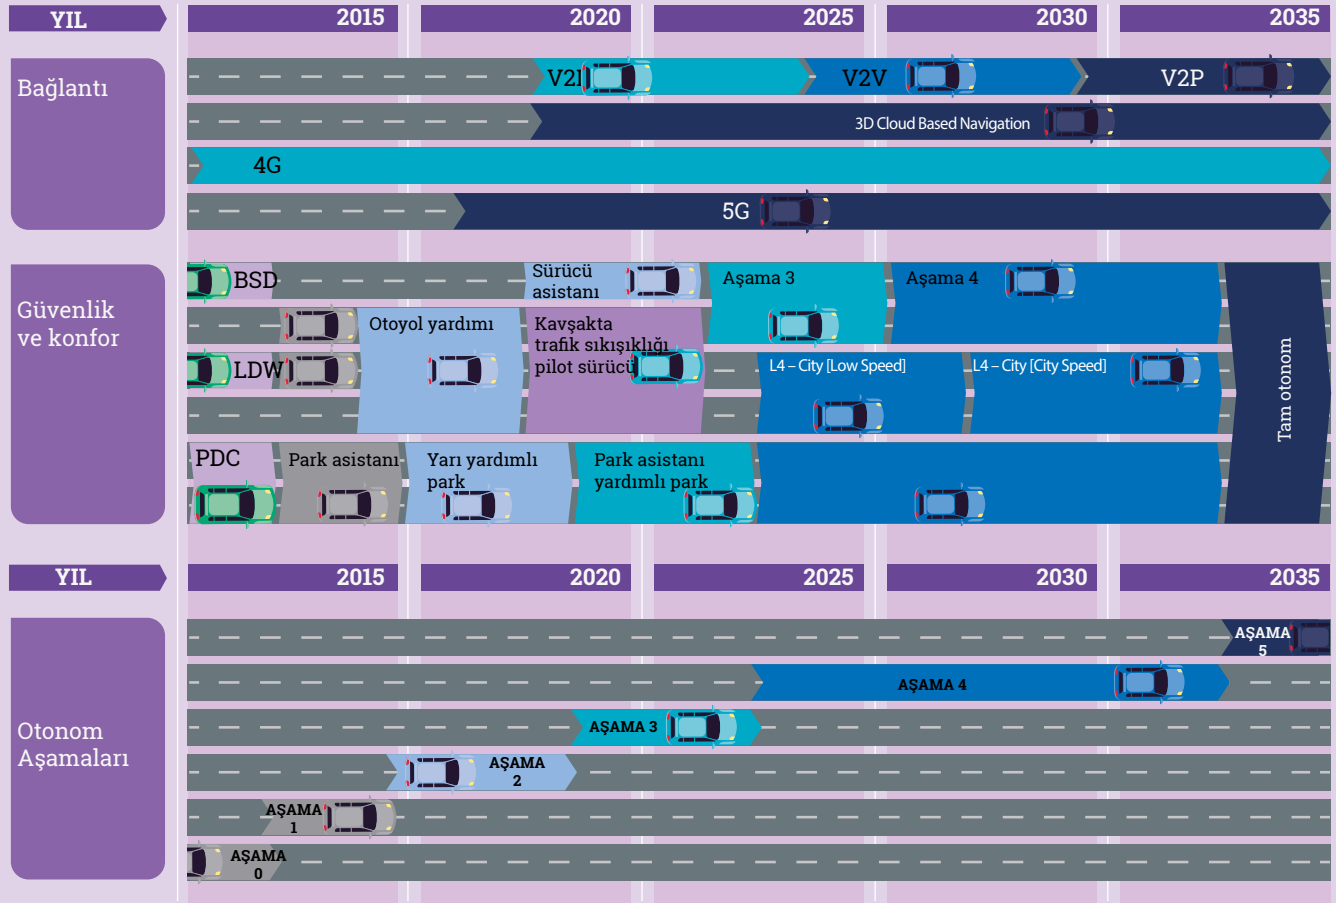 YIL
2015
2020
2025
2030
2035
Bağlantı
V2I
V2V
V2P
3D Cloud Based Navigation
4G
5G
Güvenlik
ve konfor
BSD
Sürücü
asistanı
Aşama 3
Aşama 4
Otoyol yardımı
Kavşakta
trafik sıkışıklığı
pilot sürücü
LDW
L4 – City [Low Speed]
L4 – City [City Speed]
Tam otonom
PDC
Park asistanı
Yarı yardımlı
park
Park asistanı
yardımlı park
YIL
2015
2020
2025
2030
2035
Otonom
Aşamaları
AŞAMA
5
AŞAMA 4
AŞAMA 3
AŞAMA
2
AŞAMA
1
AŞAMA
0